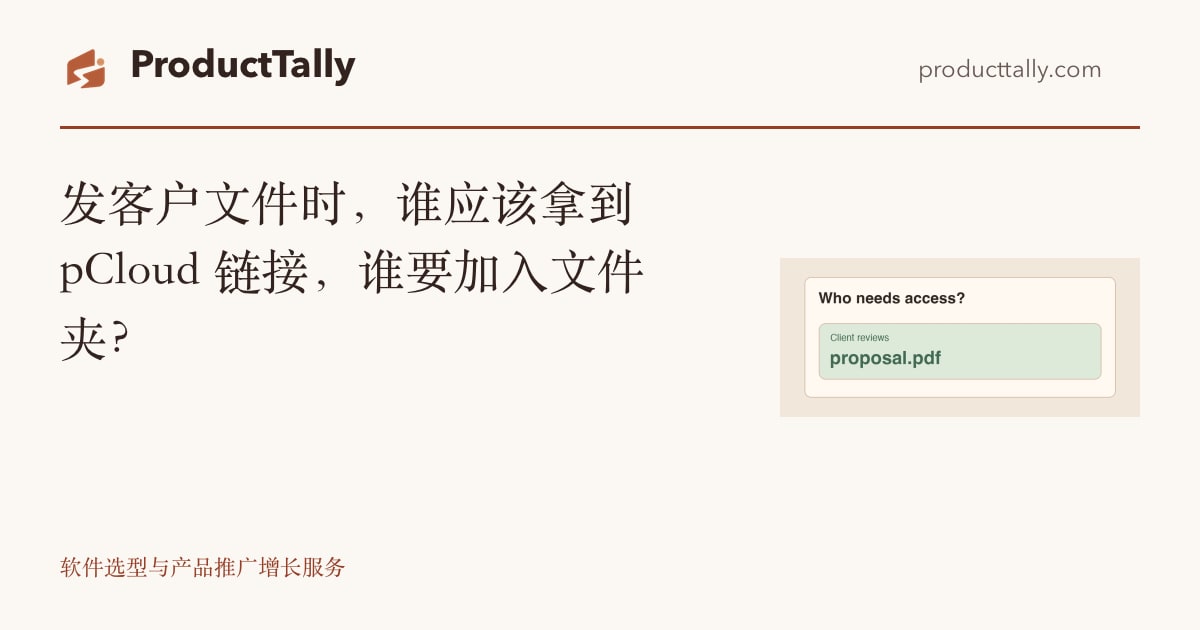 ProductTally
producttally.com
发客户文件时，谁应该拿到
pCloud 链接，谁要加入文件
夹？
Who needs access?
Client reviews
proposal.pdf
软件选型与产品推广增长服务